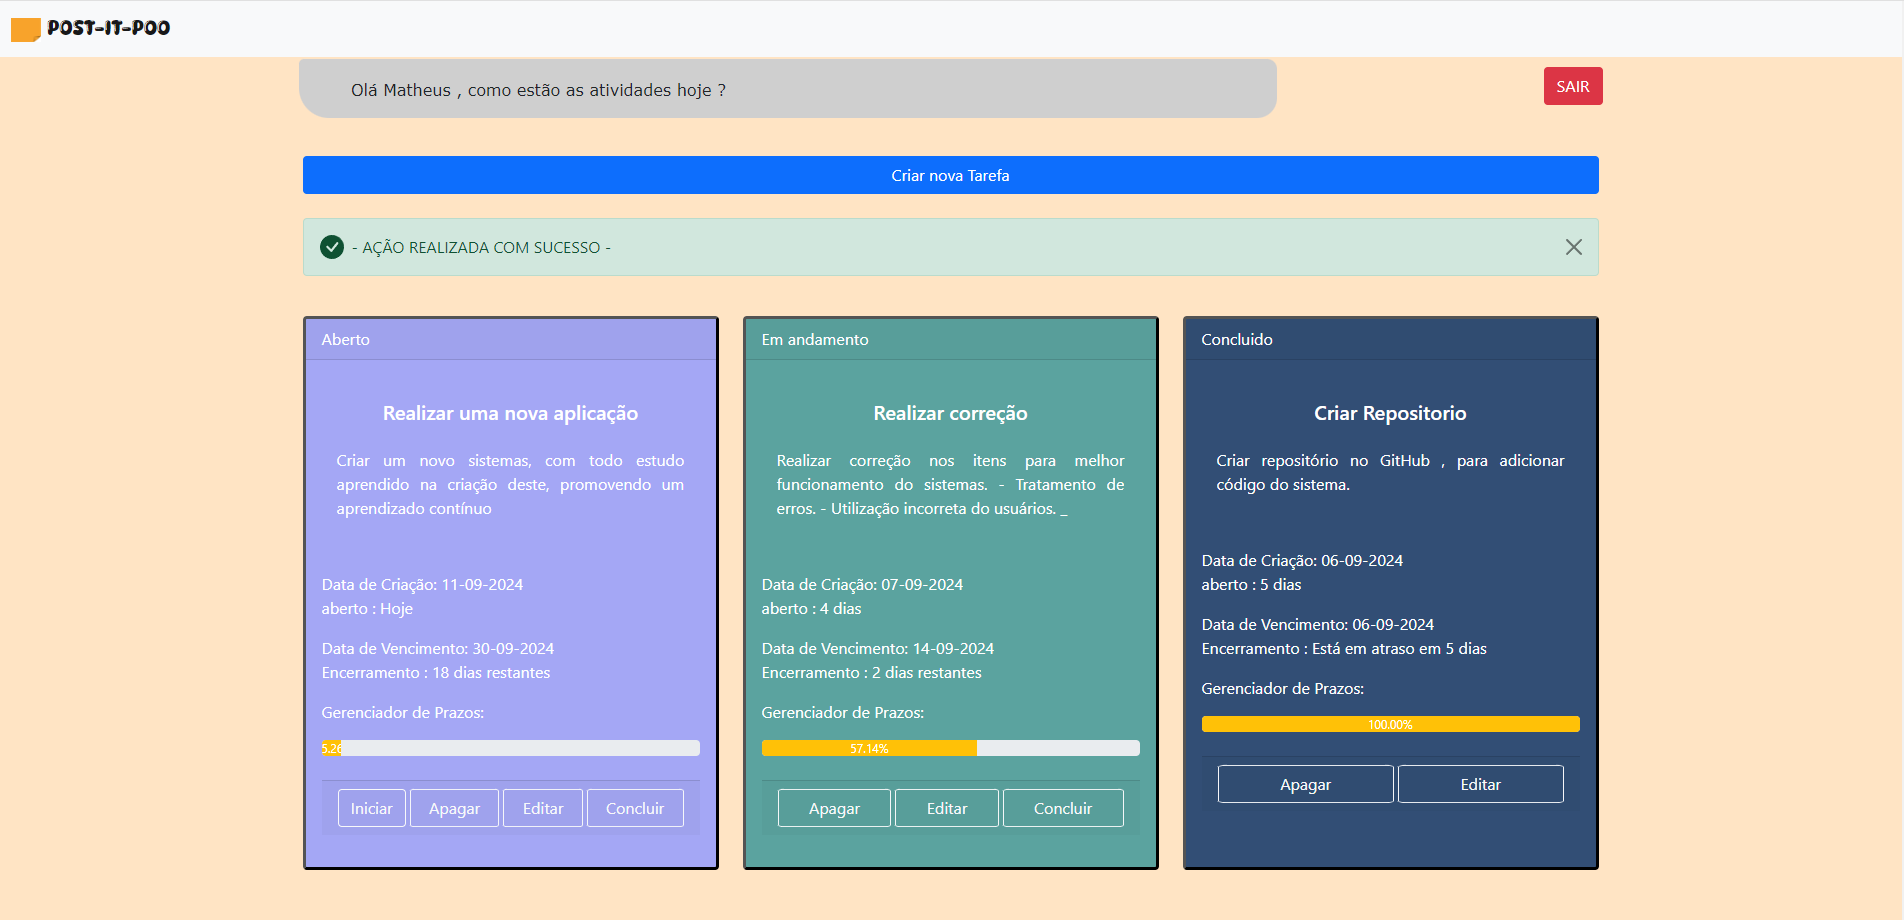 POST-IT-POO
Olá Matheus , como estão as atividades hoje ?
SAIR
Criar nova Tarefa
- AÇÃO REALIZADA COM SUCESSO -
Aberto
Realizar uma nova aplicação
Criar um novo sistemas, com todo estudo
aprendido na criação deste, promovendo um
aprendizado contínuo
Data de Criação: 11-09-2024
aberto : Hoje
Data de Vencimento: 30-09-2024
Encerramento : 18 dias restantes
Gerenciador de Prazos:
5.26
Iniciar Apagar Editar Concluir
Em andamento
Realizar correção
Realizar correção nos itens para melhor
funcionamento do sistemas. - Tratamento de
erros. - Utilização incorreta do usuários. _
Data de Criação: 07-09-2024
aberto : 4 dias
Data de Vencimento: 14-09-2024
Encerramento : 2 dias restantes
Gerenciador de Prazos:
57.14%
Apagar Editar Concluir
Concluido
Criar Repositorio
Criar repositório no GitHub , para adicionar
código do sistema.
Data de Criação: 06-09-2024
aberto : 5 dias
Data de Vencimento: 06-09-2024
Encerramento : Está em atraso em 5 dias
Gerenciador de Prazos:
100.00%
Apagar Editar